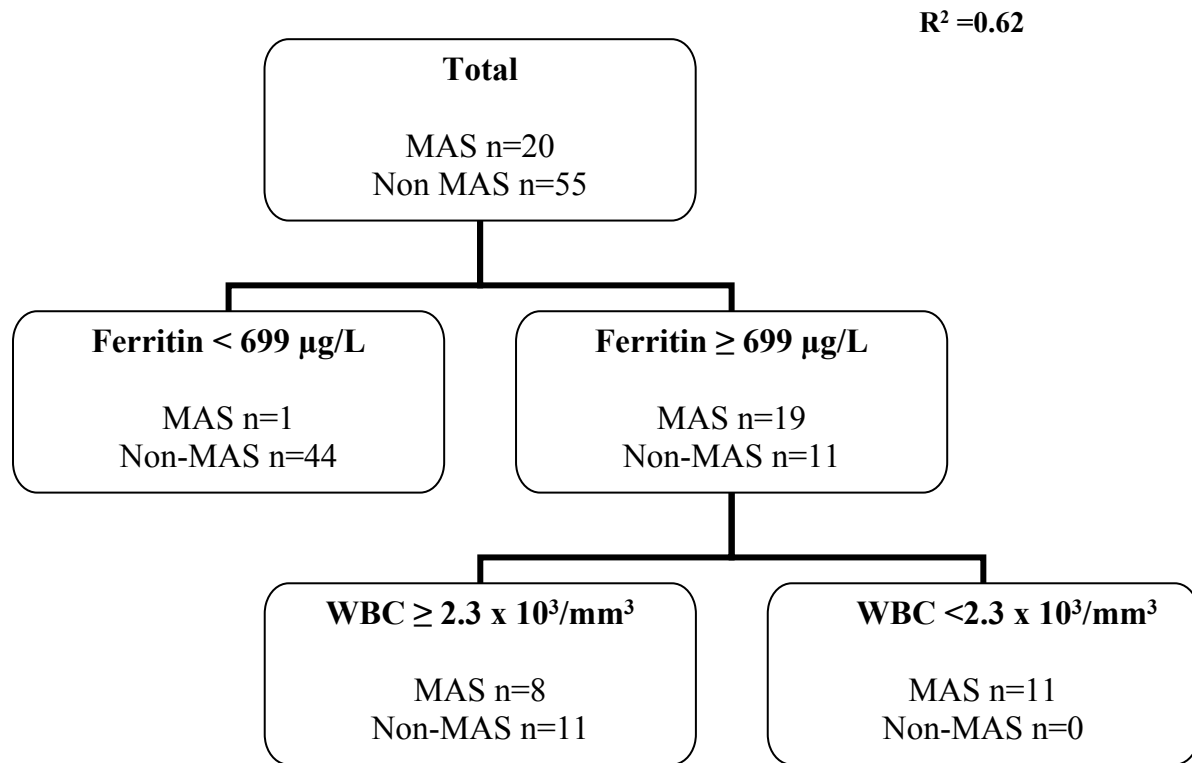 R² =0.62
Total
MAS n=20
Non MAS n=55
Ferritin < 699 µg/L
MAS n=1
Non-MAS n=44
Ferritin ≥ 699 µg/L
MAS n=19
Non-MAS n=11
WBC ≥ 2.3 x 10³/mm³
MAS n=8
Non-MAS n=11
WBC <2.3 x 10³/mm³
MAS n=11
Non-MAS n=0